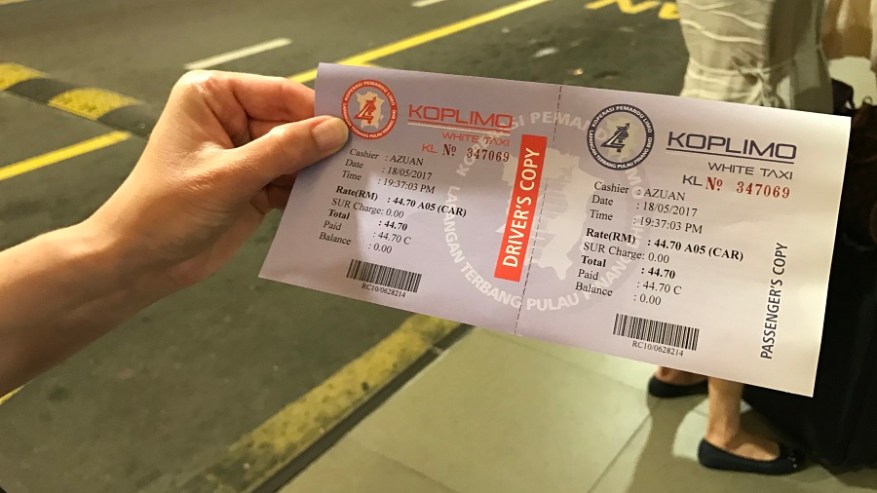 KOPLIMO
WHITE TAXI
KL № 347069
Cashier : AZUAN
Date : 18/05/2017
Time : 19:37:03 PM
Rate(RM) : 44.70 A05 (CAR)
SUR Charge: 0.00
Total : 44.70
Paid : 44.70 C
Balance : 0.00
RC10/0628214
DRIVER'S COPY
LAPANGAN TERBANG PULAU PINANG
KOPLIMO
WHITE TAXI
KL № 347069
Cashier : AZUAN
Date : 18/05/2017
Time : 19:37:03 PM
Rate(RM) : 44.70 A05 (CAR)
SUR Charge: 0.00
Total : 44.70
Paid : 44.70 C
Balance : 0.00
RC10/0628214
PASSENGER'S COPY